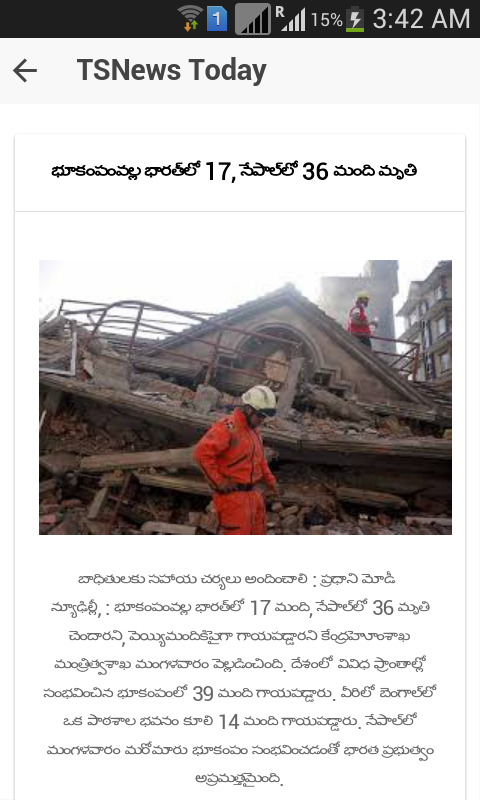 1
R
15%
3:42 AM
TSNews Today
భూకంపంవల్ల భారత్‌లో 17, నేపాల్‌లో 36 మంది మృతి
బాధితులకు సహాయ చర్యలు అందించాలి : ప్రధాని మోడీ
న్యూఢిల్లీ, : భూకంపంవల్ల భారత్‌లో 17 మంది, నేపాల్‌లో 36 మృతి
చెందారని, వెయ్యిమందికిపైగా గాయపడ్డారని కేంద్రహెూంశాఖ
మంత్రిత్వశాఖ మంగళవారం వెల్లడించింది. దేశంలో వివిధ ప్రాంతాల్లో
సంభవించిన భూకంపంలో 39 మంది గాయపడ్డారు. వీరిలో బెంగాల్‌లో
ఒక పాఠశాల భవనం కూలి 14 మంది గాయపడ్డారు. నేపాల్‌లో
మంగళవారం మరోమారు భూకంపం సంభవించడంతో భారత ప్రభుత్వం
అప్రమత్తమైంది.